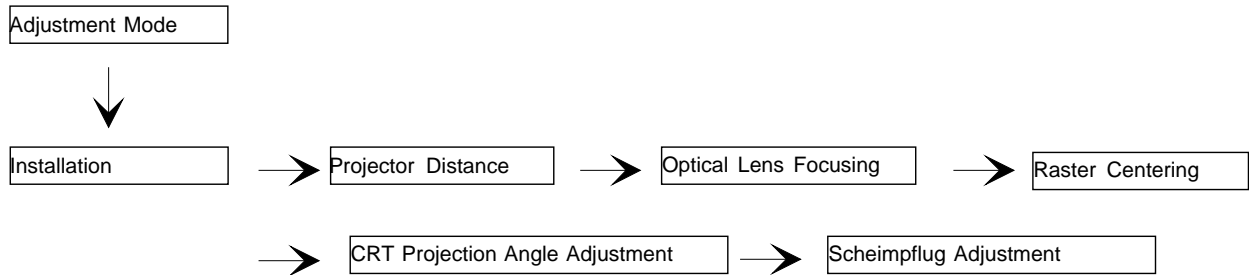 Adjustment Mode
Installation
Projector Distance
Optical Lens Focusing
Raster Centering
CRT Projection Angle Adjustment
Scheimpflug Adjustment